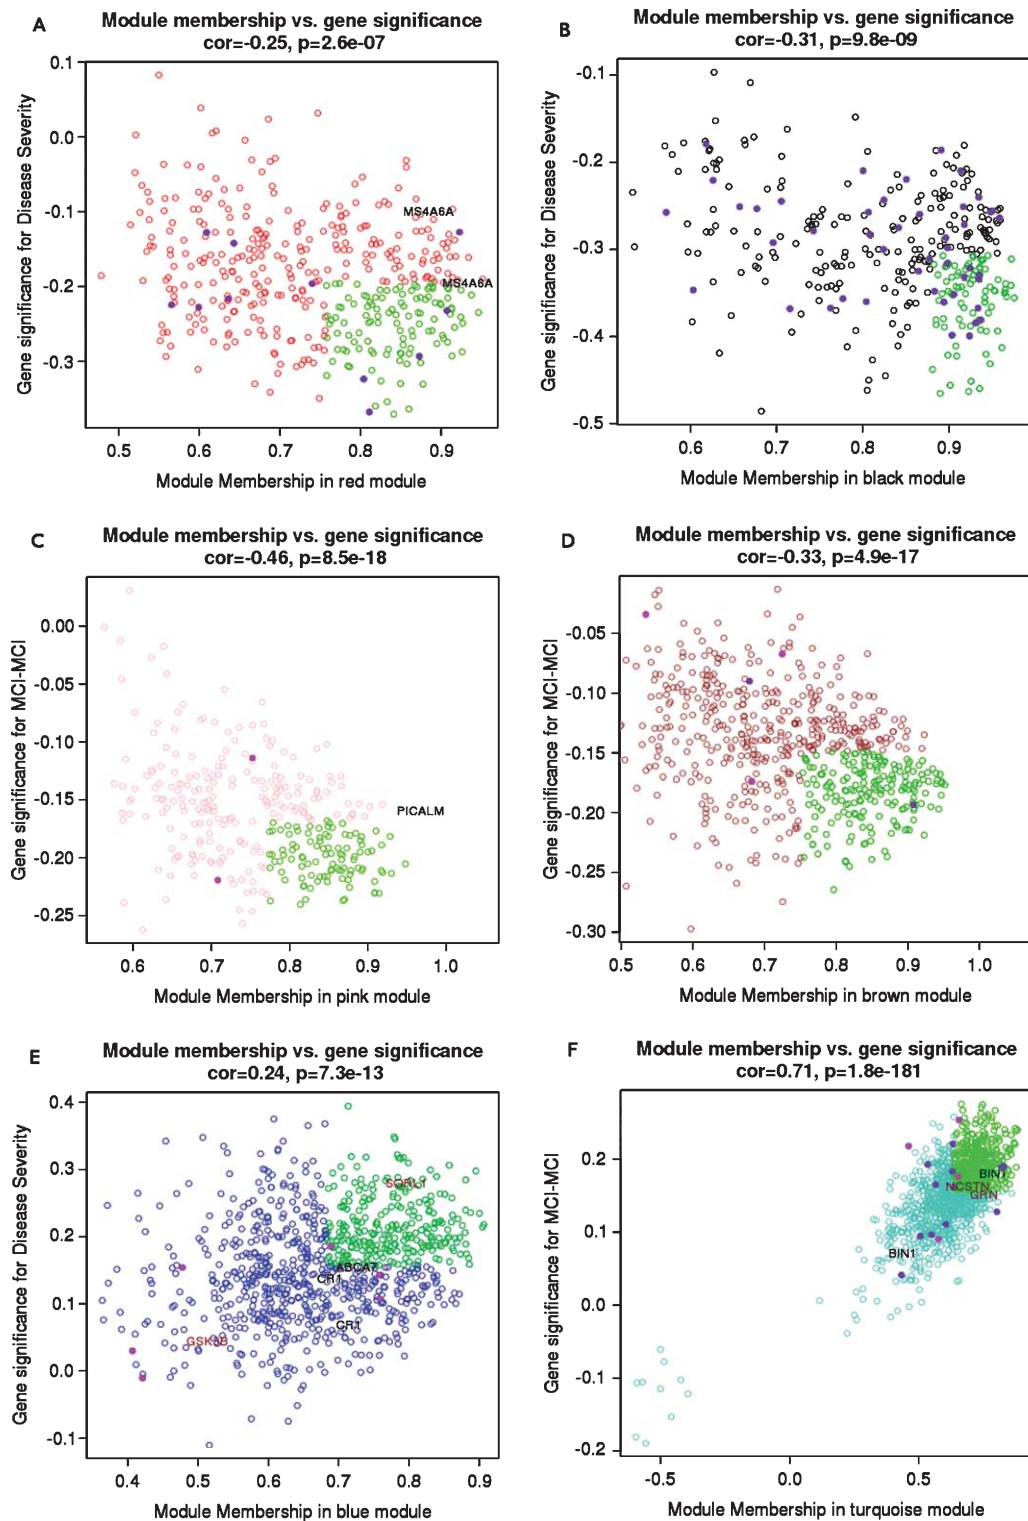 A
Module membership vs. gene significance
cor=-0.25, p=2.6e-07
0.1
0.0
-0.1
-0.2
-0.3
Gene significance for Disease Severity
MS4A6A
MS4A6A
0.5 0.6 0.7 0.8 0.9
Module Membership in red module
B
Module membership vs. gene significance
cor=-0.31, p=9.8e-09
-0.1
-0.2
-0.3
-0.4
-0.5
Gene significance for Disease Severity
0.6 0.7 0.8 0.9
Module Membership in black module
C
Module membership vs. gene significance
cor=-0.46, p=8.5e-18
0.00
-0.05
-0.10
-0.15
-0.20
-0.25
Gene significance for MCI-MCI
PICALM
0.6 0.7 0.8 0.9 1.0
Module Membership in pink module
D
Module membership vs. gene significance
cor=-0.33, p=4.9e-17
-0.05
-0.10
-0.15
-0.20
-0.25
-0.30
Gene significance for MCI-MCI
0.5 0.6 0.7 0.8 0.9 1.0
Module Membership in brown module
E
Module membership vs. gene significance
cor=0.24, p=7.3e-13
0.4
0.3
0.2
0.1
0.0
-0.1
Gene significance for Disease Severity
SORL1
ABCA7
CR1
CR1
GSK3B
0.4 0.5 0.6 0.7 0.8 0.9
Module Membership in blue module
F
Module membership vs. gene significance
cor=0.71, p=1.8e-181
0.2
0.1
0.0
-0.1
-0.2
Gene significance for MCI-MCI
BIN1
NCSTN
GRN
BIN1
-0.5 0.0 0.5
Module Membership in turquoise module